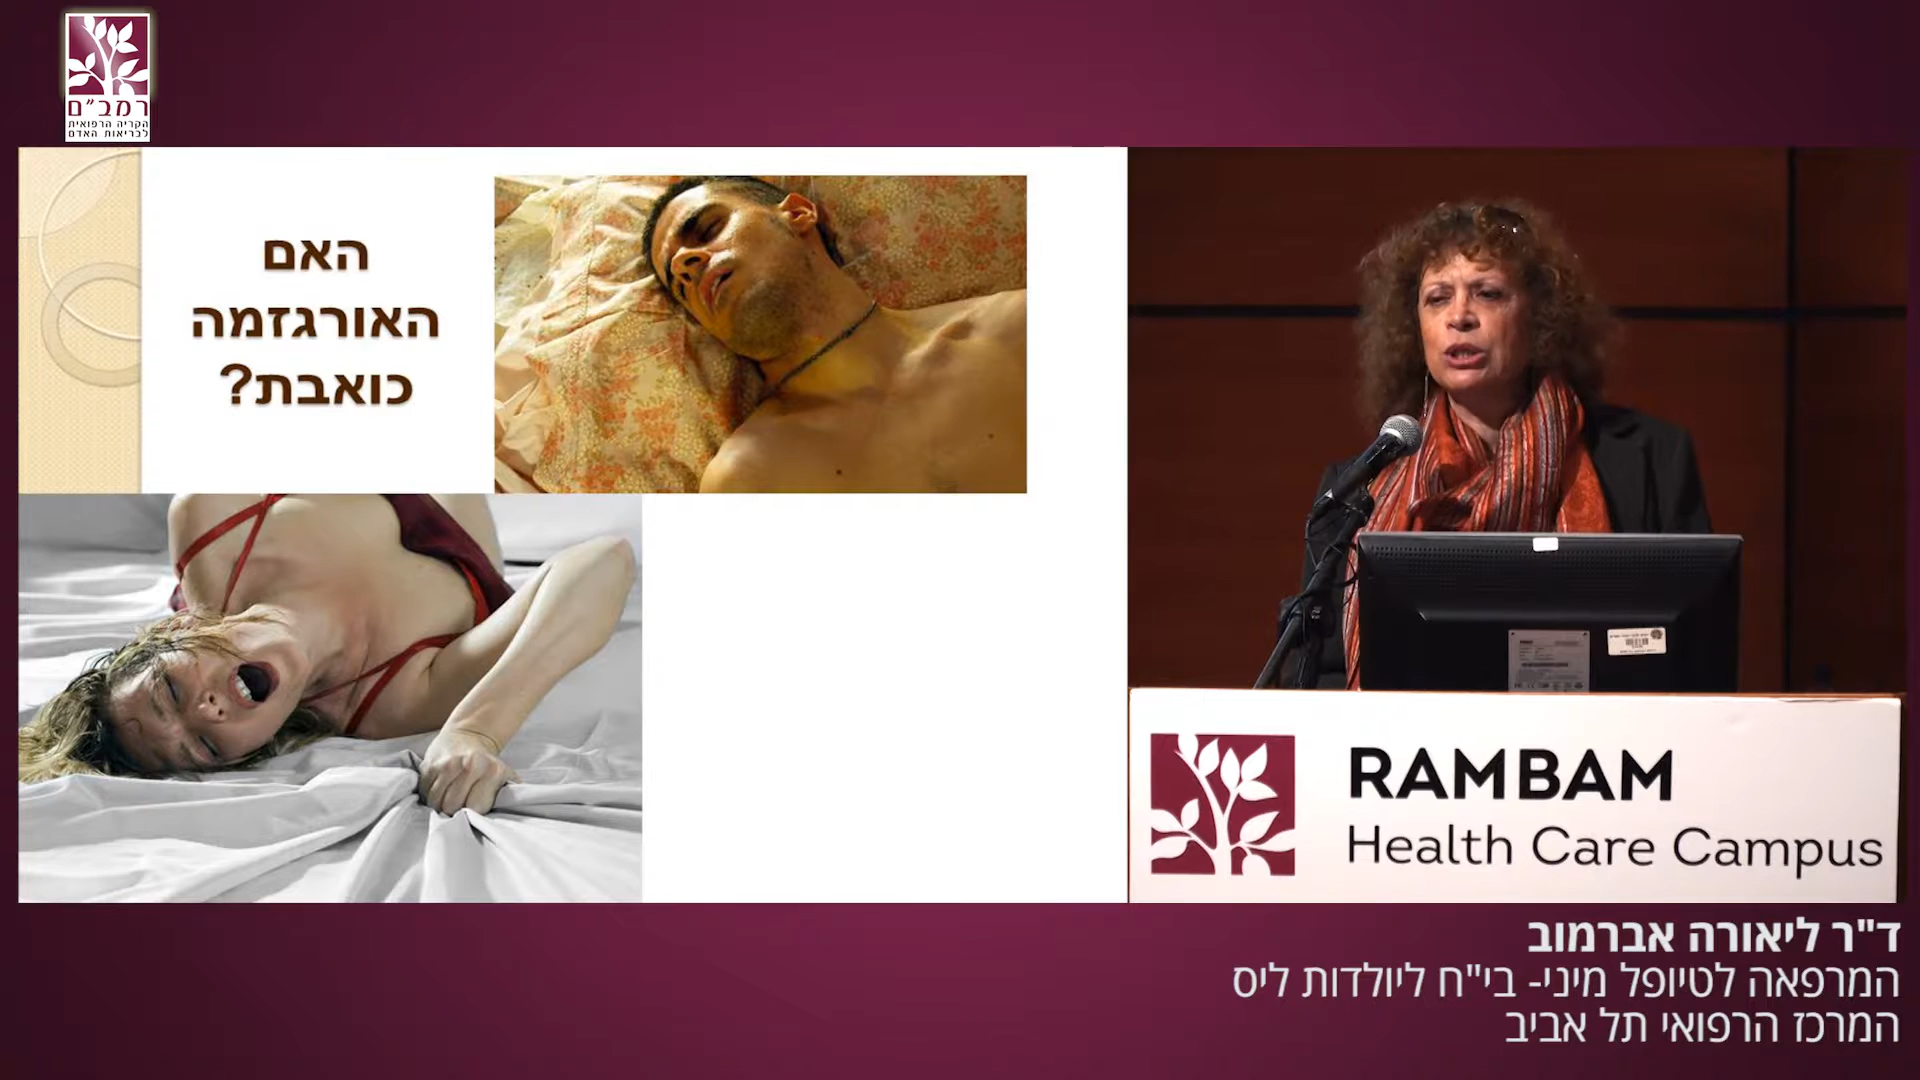 רמב"ם
הקריה הרפואית
לבריאות האדם
האם
האורגזמה
כואבת?
RAMBAM
Health Care Campus
ד"ר ליאורה אברמוב
המרפאה לטיופל מיני- בי"ח ליולדות ליס
המרכז הרפואי תל אביב